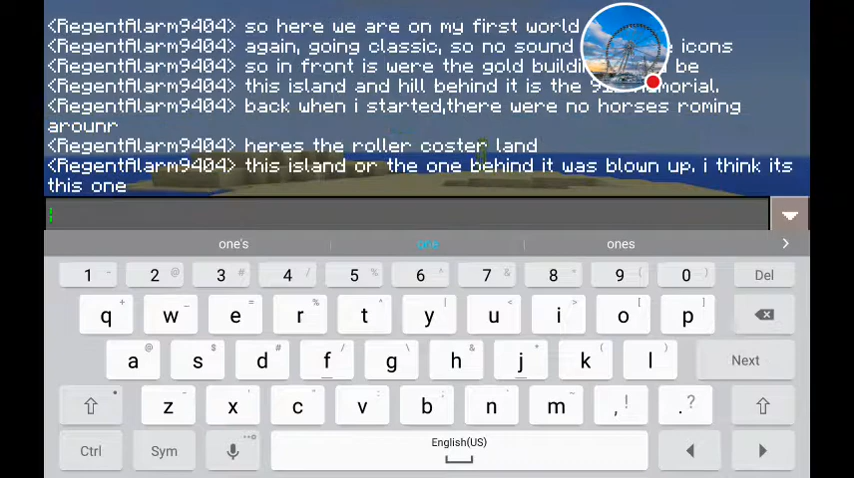 <RegentAlarm9404> so here we are on my first world
<RegentAlarm9404> again, going classic, so no sound icons
<RegentAlarm9404> so in front is were the gold be
<RegentAlarm9404> this island and hill behind it is the
<RegentAlarm9404> back when i started,there were no horses roming
arounr
<RegentAlarm9404> heres the roller coster land
<RegentAlarm9404> this island or the one behind it was blown up. i think its
this one
one's one ones >
1 - 2 @ 3 # 4 / 5 % 6 ^ 7 & 8 * 9 ( 0 ) Del
q + w _ e = r % t ^ y | u < i > o [ p ]
a @ s $ d # f / g \ h & j * k ( l ) Next
z - x ' c " v : b ; n ~ m ... , ! . ?
Ctrl Sym English(US)